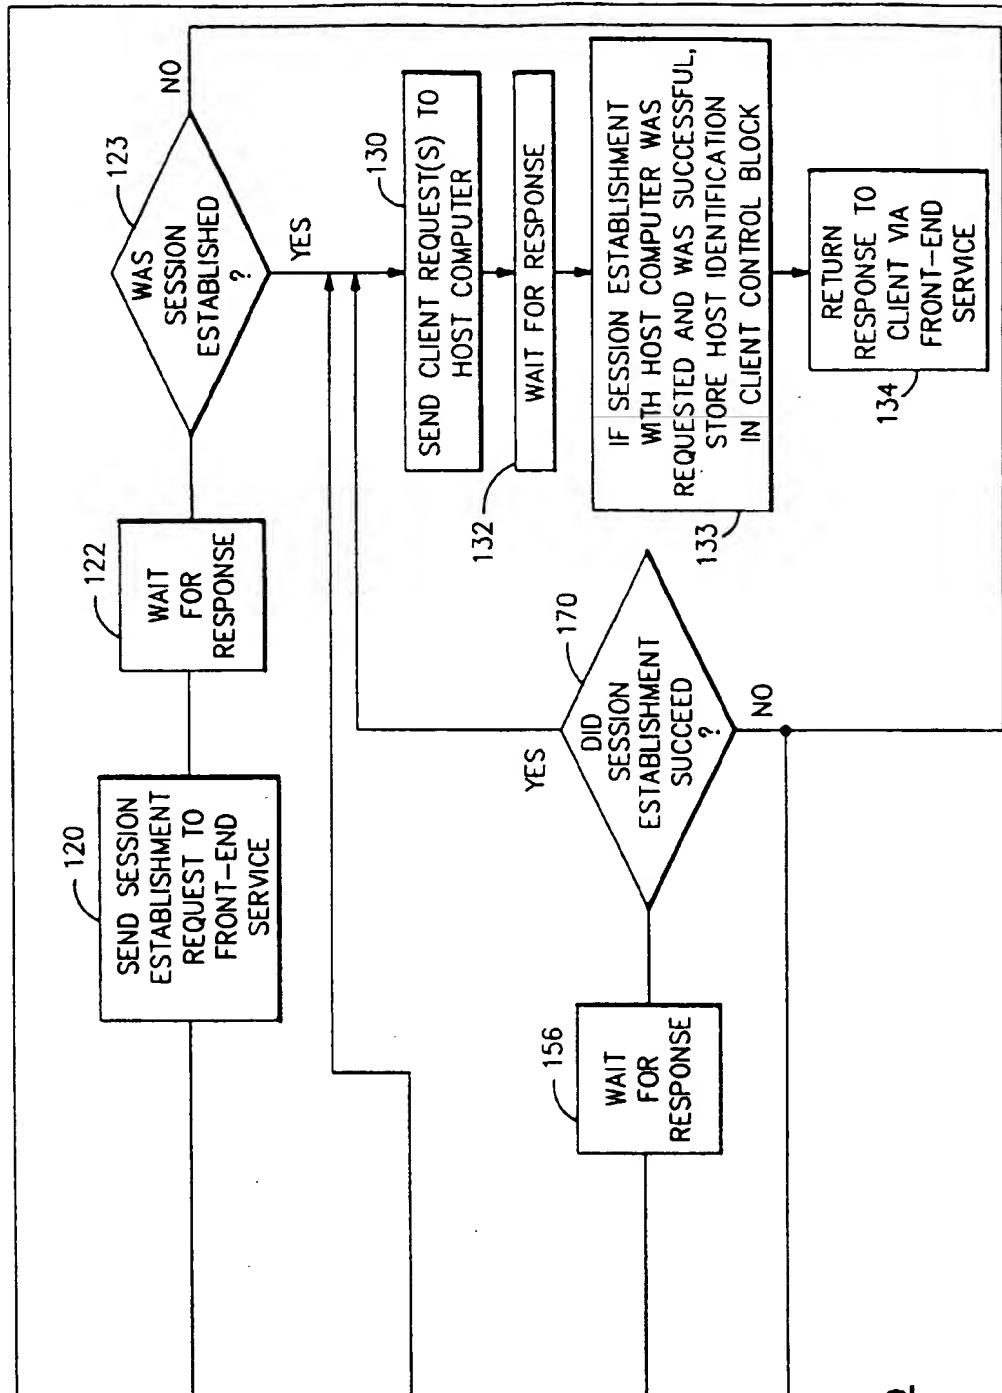 120
SEND SESSION
ESTABLISHMENT
REQUEST TO
FRONT-END
SERVICE
122
WAIT
FOR
RESPONSE
123
WAS
SESSION
ESTABLISHED
?
NO
YES
130
SEND CLIENT REQUEST(S) TO
HOST COMPUTER
132
WAIT FOR RESPONSE
133
IF SESSION ESTABLISHMENT
WITH HOST COMPUTER WAS
REQUESTED AND WAS SUCCESSFUL,
STORE HOST IDENTIFICATION
IN CLIENT CONTROL BLOCK
134
RETURN
RESPONSE TO
CLIENT VIA
FRONT-END
SERVICE
156
WAIT
FOR
RESPONSE
170
DID
SESSION
ESTABLISHMENT
SUCCEED
?
YES
NO